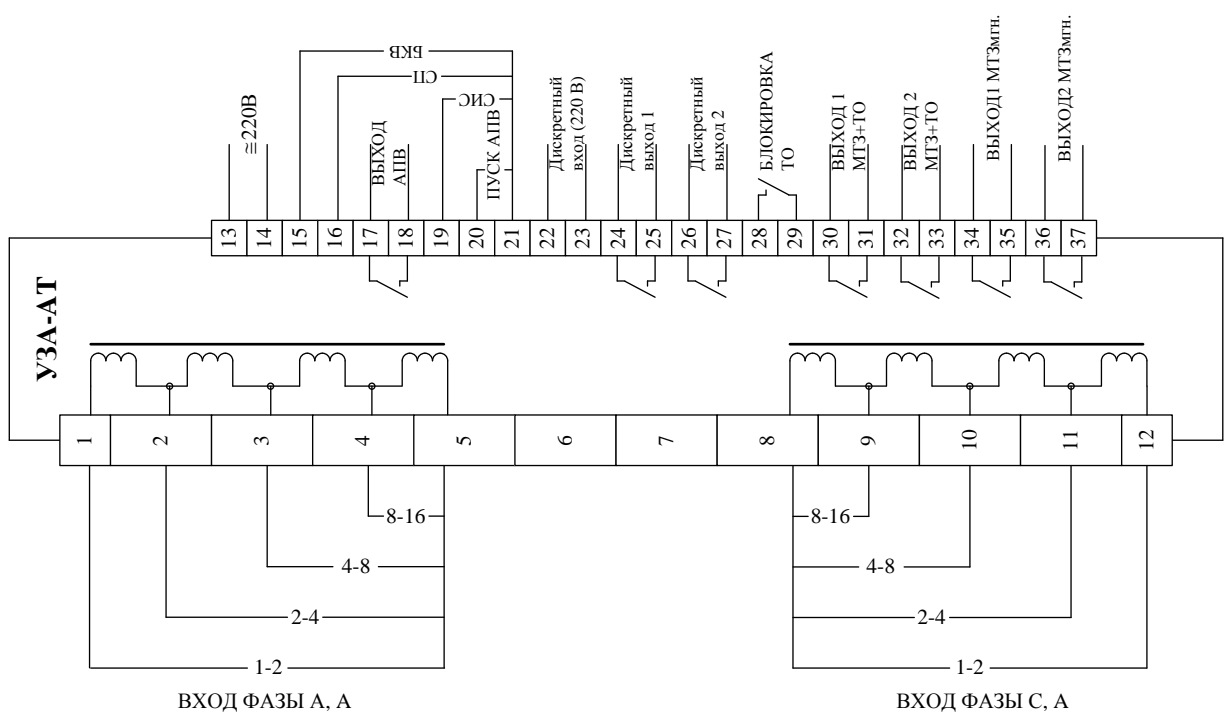 УЗА-АТ
≅220В
БКВ
СП
СИС
ВЫХОД
АПВ
ПУСК АПВ
Дискретный
вход (220 В)
Дискретный
выход 1
Дискретный
выход 2
БЛОКИРОВКА
ТО
ВЫХОД 1
МТЗ+ТО
ВЫХОД 2
МТЗ+ТО
ВЫХОД1 МТЗмгн.
ВЫХОД2 МТЗмгн.
13 14 15 16 17 18 19 20 21 22 23 24 25 26 27 28 29 30 31 32 33 34 35 36 37
1 2 3 4 5 6 7 8 9 10 11 12
8-16
4-8
2-4
1-2
8-16
4-8
2-4
1-2
ВХОД ФАЗЫ А, А
ВХОД ФАЗЫ С, А